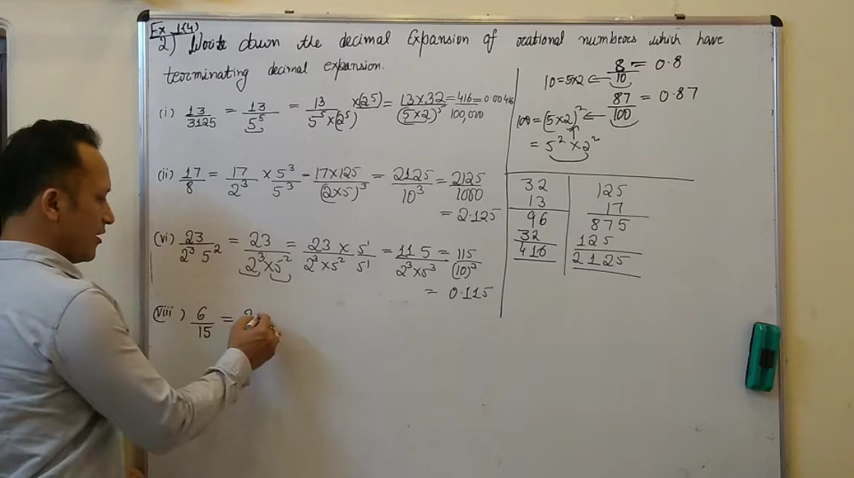 Ex 1(4)
2) Write down the decimal Expansion of rational numbers which have
terminating decimal expansion.
(i) 13/3125 = 13/5^5 = 13/5^5×(2^5) ×(2^5) = 13×32/(5×2)^5 = 416/100,000 = 0.00416
(ii) 17/8 = 17/2^3 × 5^3/5^3 = 17×125/(2×5)^3 = 2125/10^3 = 2125/1000
= 2.125
(vi) 23/2^3 5^2 = 23/2^3×5^2 = 23 × 5^1/2^3×5^2 5^1 = 115/2^3×5^3 = 115/(10)^3
= 0.115
(viii) 6/15 =
8/10 = 0.8
10=5×2
87/100 = 0.87
100=(5×2)^2
= 5^2 × 2^2
32
13
96
32
416
125
17
875
125
2125